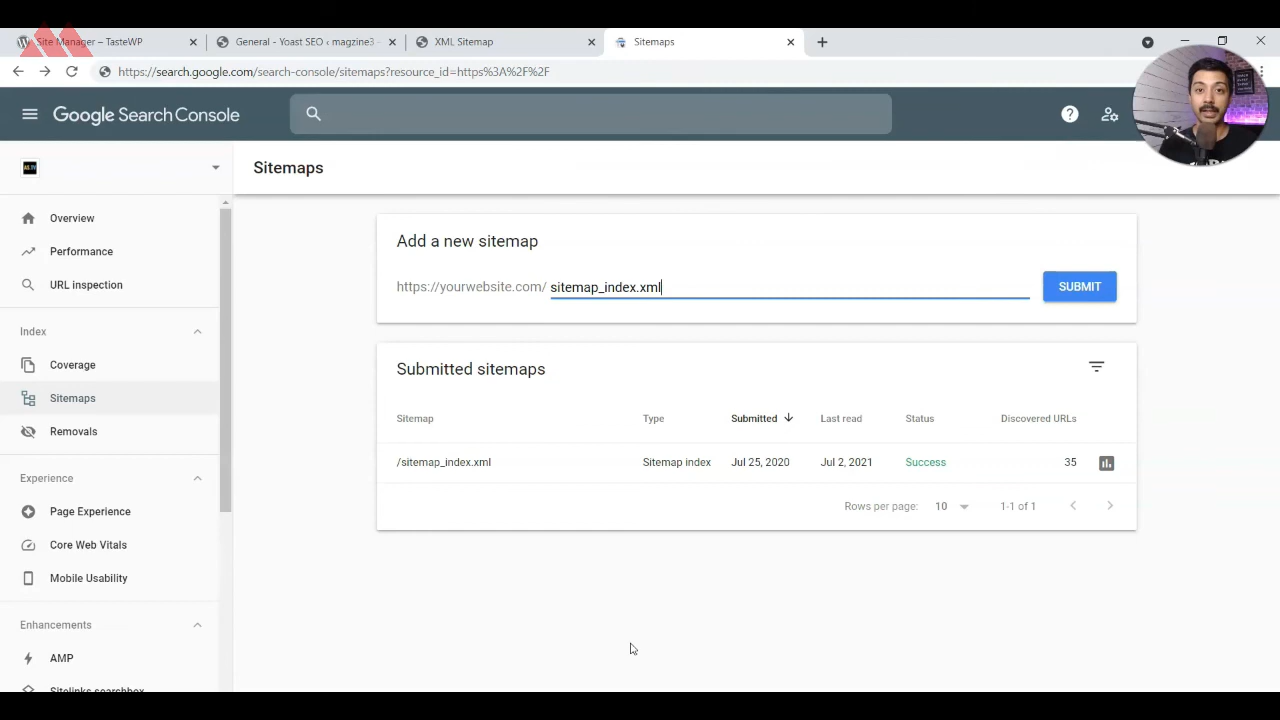 Site Manager – TasteWP
General - Yoast SEO ‹ magzine3 -
XML Sitemap
Sitemaps
https://search.google.com/search-console/sitemaps?resource_id=https%3A%2F%2F
Google Search Console
Sitemaps
Overview
Performance
URL inspection
Index
Coverage
Sitemaps
Removals
Experience
Page Experience
Core Web Vitals
Mobile Usability
Enhancements
AMP
Sitelinks searchbox
Add a new sitemap
https://yourwebsite.com/ sitemap_index.xml
SUBMIT
Submitted sitemaps
Sitemap Type Submitted Last read Status Discovered URLs
/sitemap_index.xml Sitemap index Jul 25, 2020 Jul 2, 2021 Success 35
Rows per page: 10 1-1 of 1